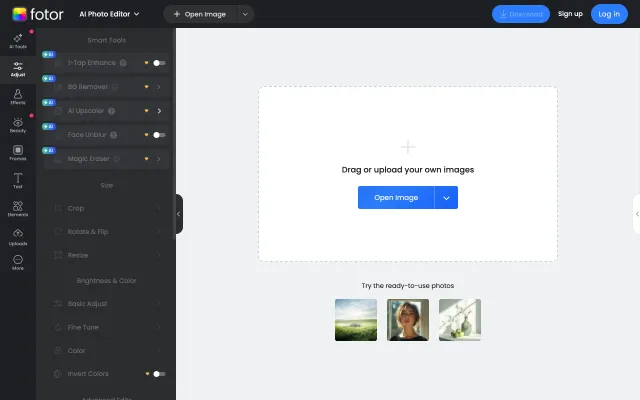 fotor
AI Photo Editor
Open Image
Download
Sign up
Log in
AI Tools
Adjust
Effects
Beauty
Frames
Text
Elements
Uploads
More
Smart Tools
AI
1-Tap Enhance
AI
BG Remover
AI
AI Upscaler
AI
Face Unblur
AI
Magic Eraser
Size
Crop
Rotate & Flip
Resize
Brightness & Color
Basic Adjust
Fine Tune
Color
Invert Colors
Advanced Edits
Drag or upload your own images
Open Image
Try the ready-to-use photos